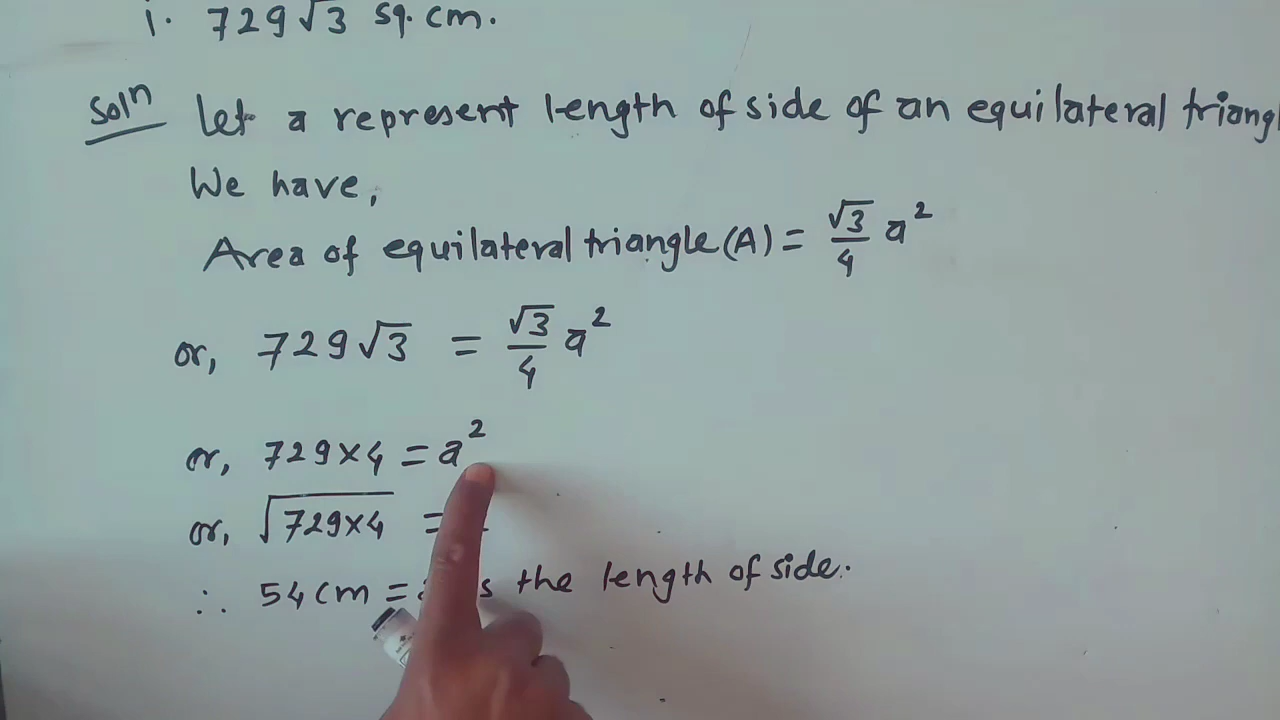 i. 729√3 sq. cm.
Solⁿ Let a represent length of side of an equilateral triangl
We have,
Area of equilateral triangle (A) = √3/4 a²
or, 729√3 = √3/4 a²
or, 729×4 = a²
or, √(729×4) =
∴ 54 cm = the length of side.